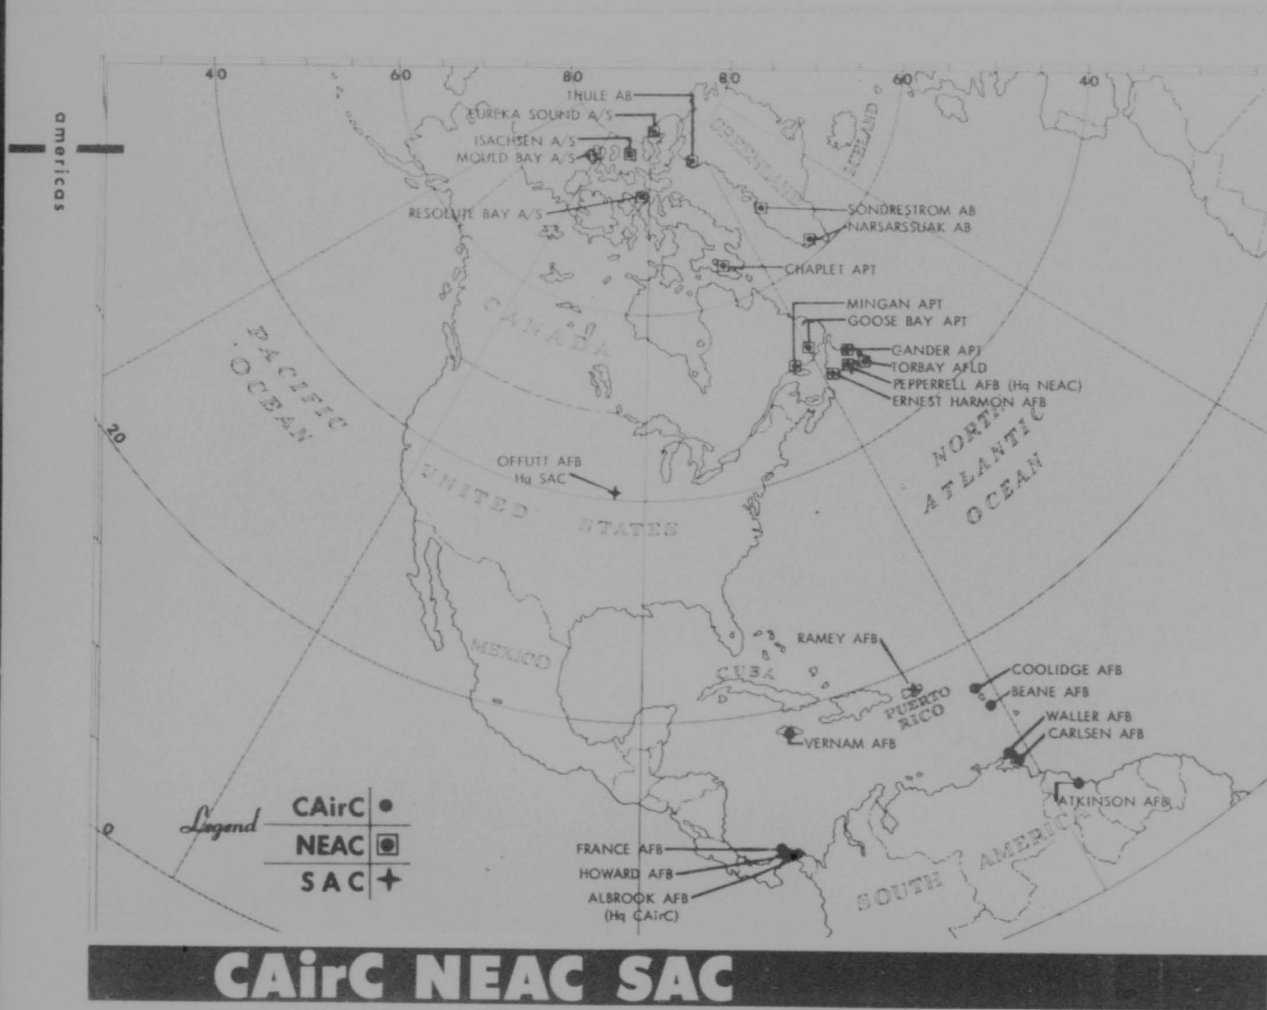 40 60 80 80 60 40
americas
THULE AB
EUREKA SOUND A/S
ISACHSEN A/S
MOULD BAY A/S
RESOLUTE BAY A/S
GREENLAND
ICELAND
SONDRESTROM AB
NARSARSSUAK AB
CHAPLET APT
MINGAN APT
GOOSE BAY APT
CANADA
GANDER APT
TORBAY AFLD
PEPPERRELL AFB (Hq NEAC)
ERNEST HARMON AFB
PACIFIC
OCEAN
20
NORTH
ATLANTIC
OCEAN
OFFUTT AFB
Hq SAC
UNITED STATES
MEXICO
RAMEY AFB
CUBA
PUERTO
RICO
COOLIDGE AFB
BEANE AFB
WALLER AFB
CARLSEN AFB
VERNAM AFB
ATKINSON AFB
0
Legend
CAirC
NEAC
SAC
FRANCE AFB
HOWARD AFB
ALBROOK AFB
(Hq CAirC)
SOUTH AMERICA
CAirC NEAC SAC